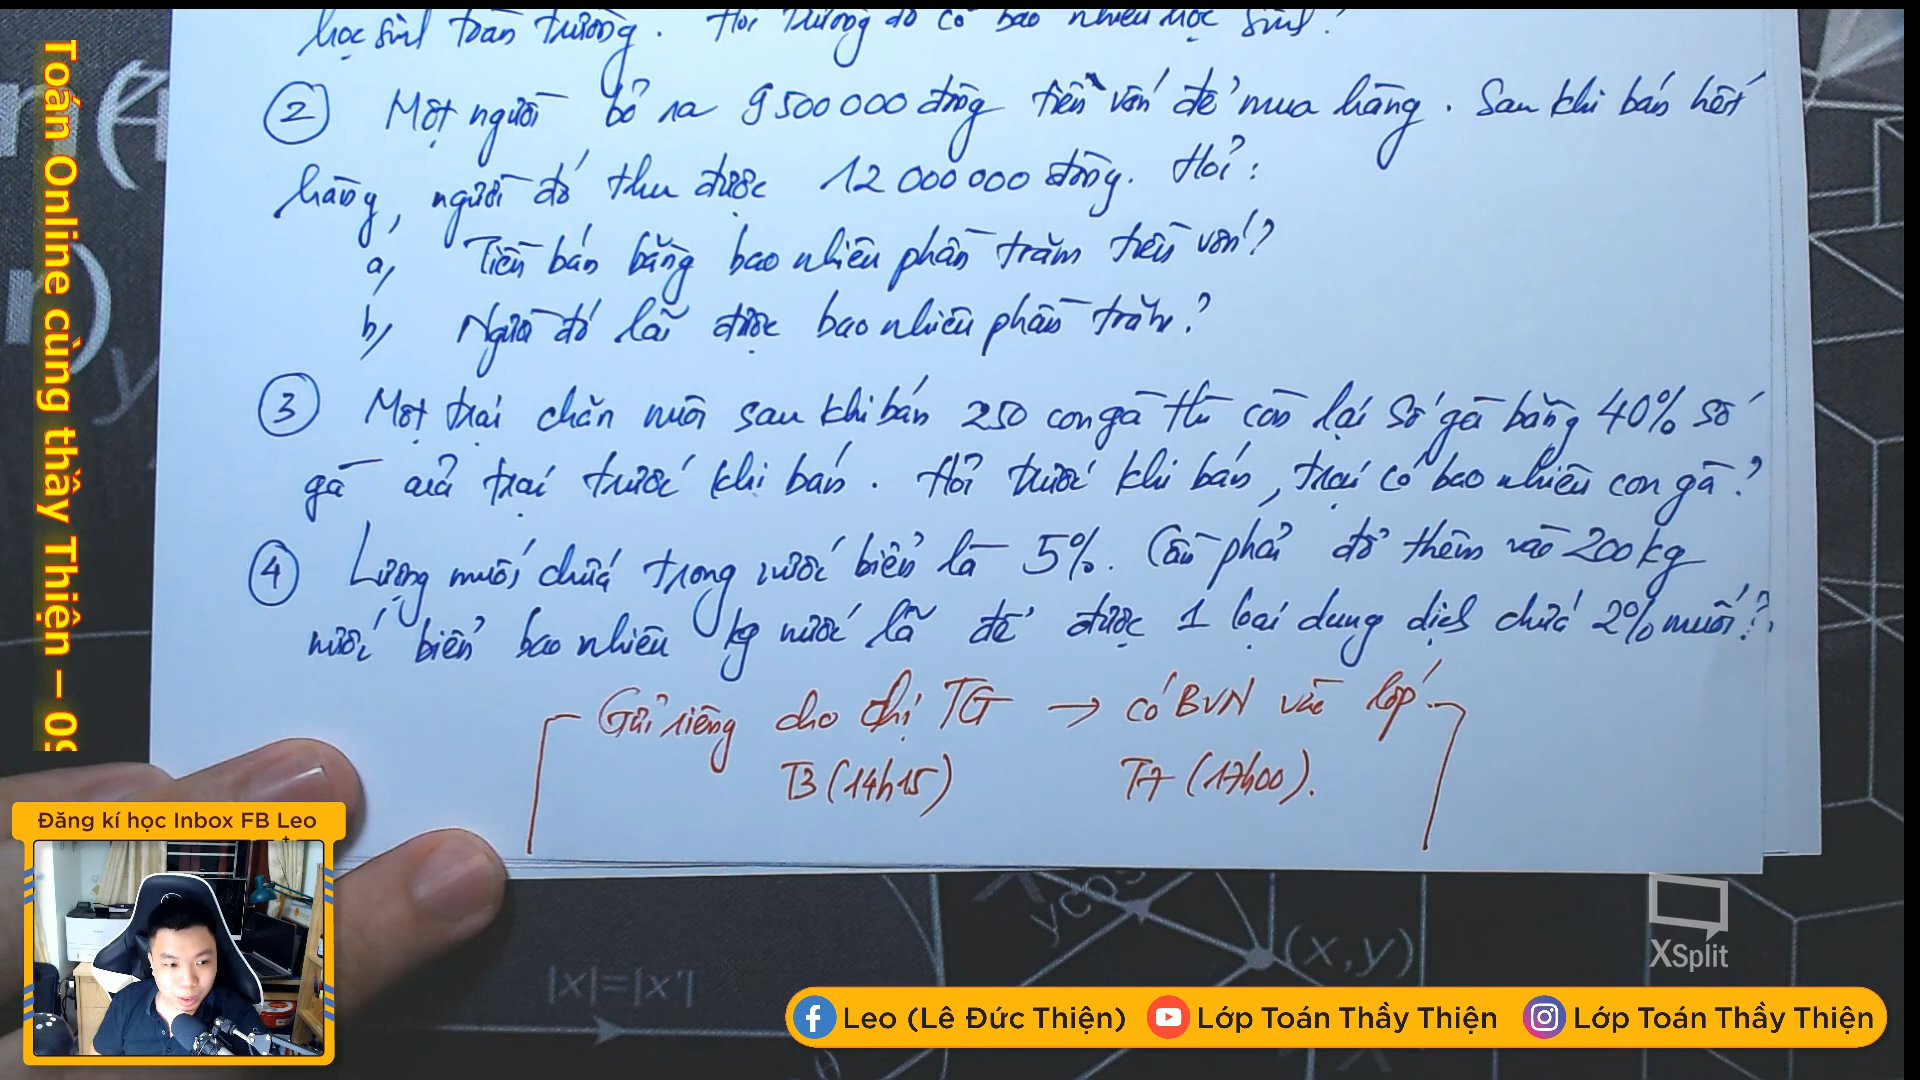 học sinh toàn trường. Hỏi trường đó có bao nhiêu học sinh?
② Một người bỏ ra 9500000 đồng tiền vốn để mua hàng. Sau khi bán hết
hàng, người đó thu được 12000000 đồng. Hỏi:
a, Tiền bán bằng bao nhiêu phần trăm tiền vốn?
b, Người đó lãi được bao nhiêu phần trăm?
③ Một trại chăn nuôi sau khi bán 250 con gà thì còn lại số gà bằng 40% số
gà của trại trước khi bán. Hỏi trước khi bán, trại có bao nhiêu con gà?
④ Lượng muối chứa trong nước biển là 5%. Cần phải đổ thêm vào 200kg
nước biển bao nhiêu kg nước lã để được 1 loại dung dịch chứa 2% muối?
Gửi riêng cho chị TG → có BVN vào lớp.
T3 (14h15) T7 (17h00).
Toán Online cùng thầy Thiện – 09
Đăng kí học Inbox FB Leo
ycos
(x,y)
|x|=|x'|
XSplit
Leo (Lê Đức Thiện) Lớp Toán Thầy Thiện Lớp Toán Thầy Thiện